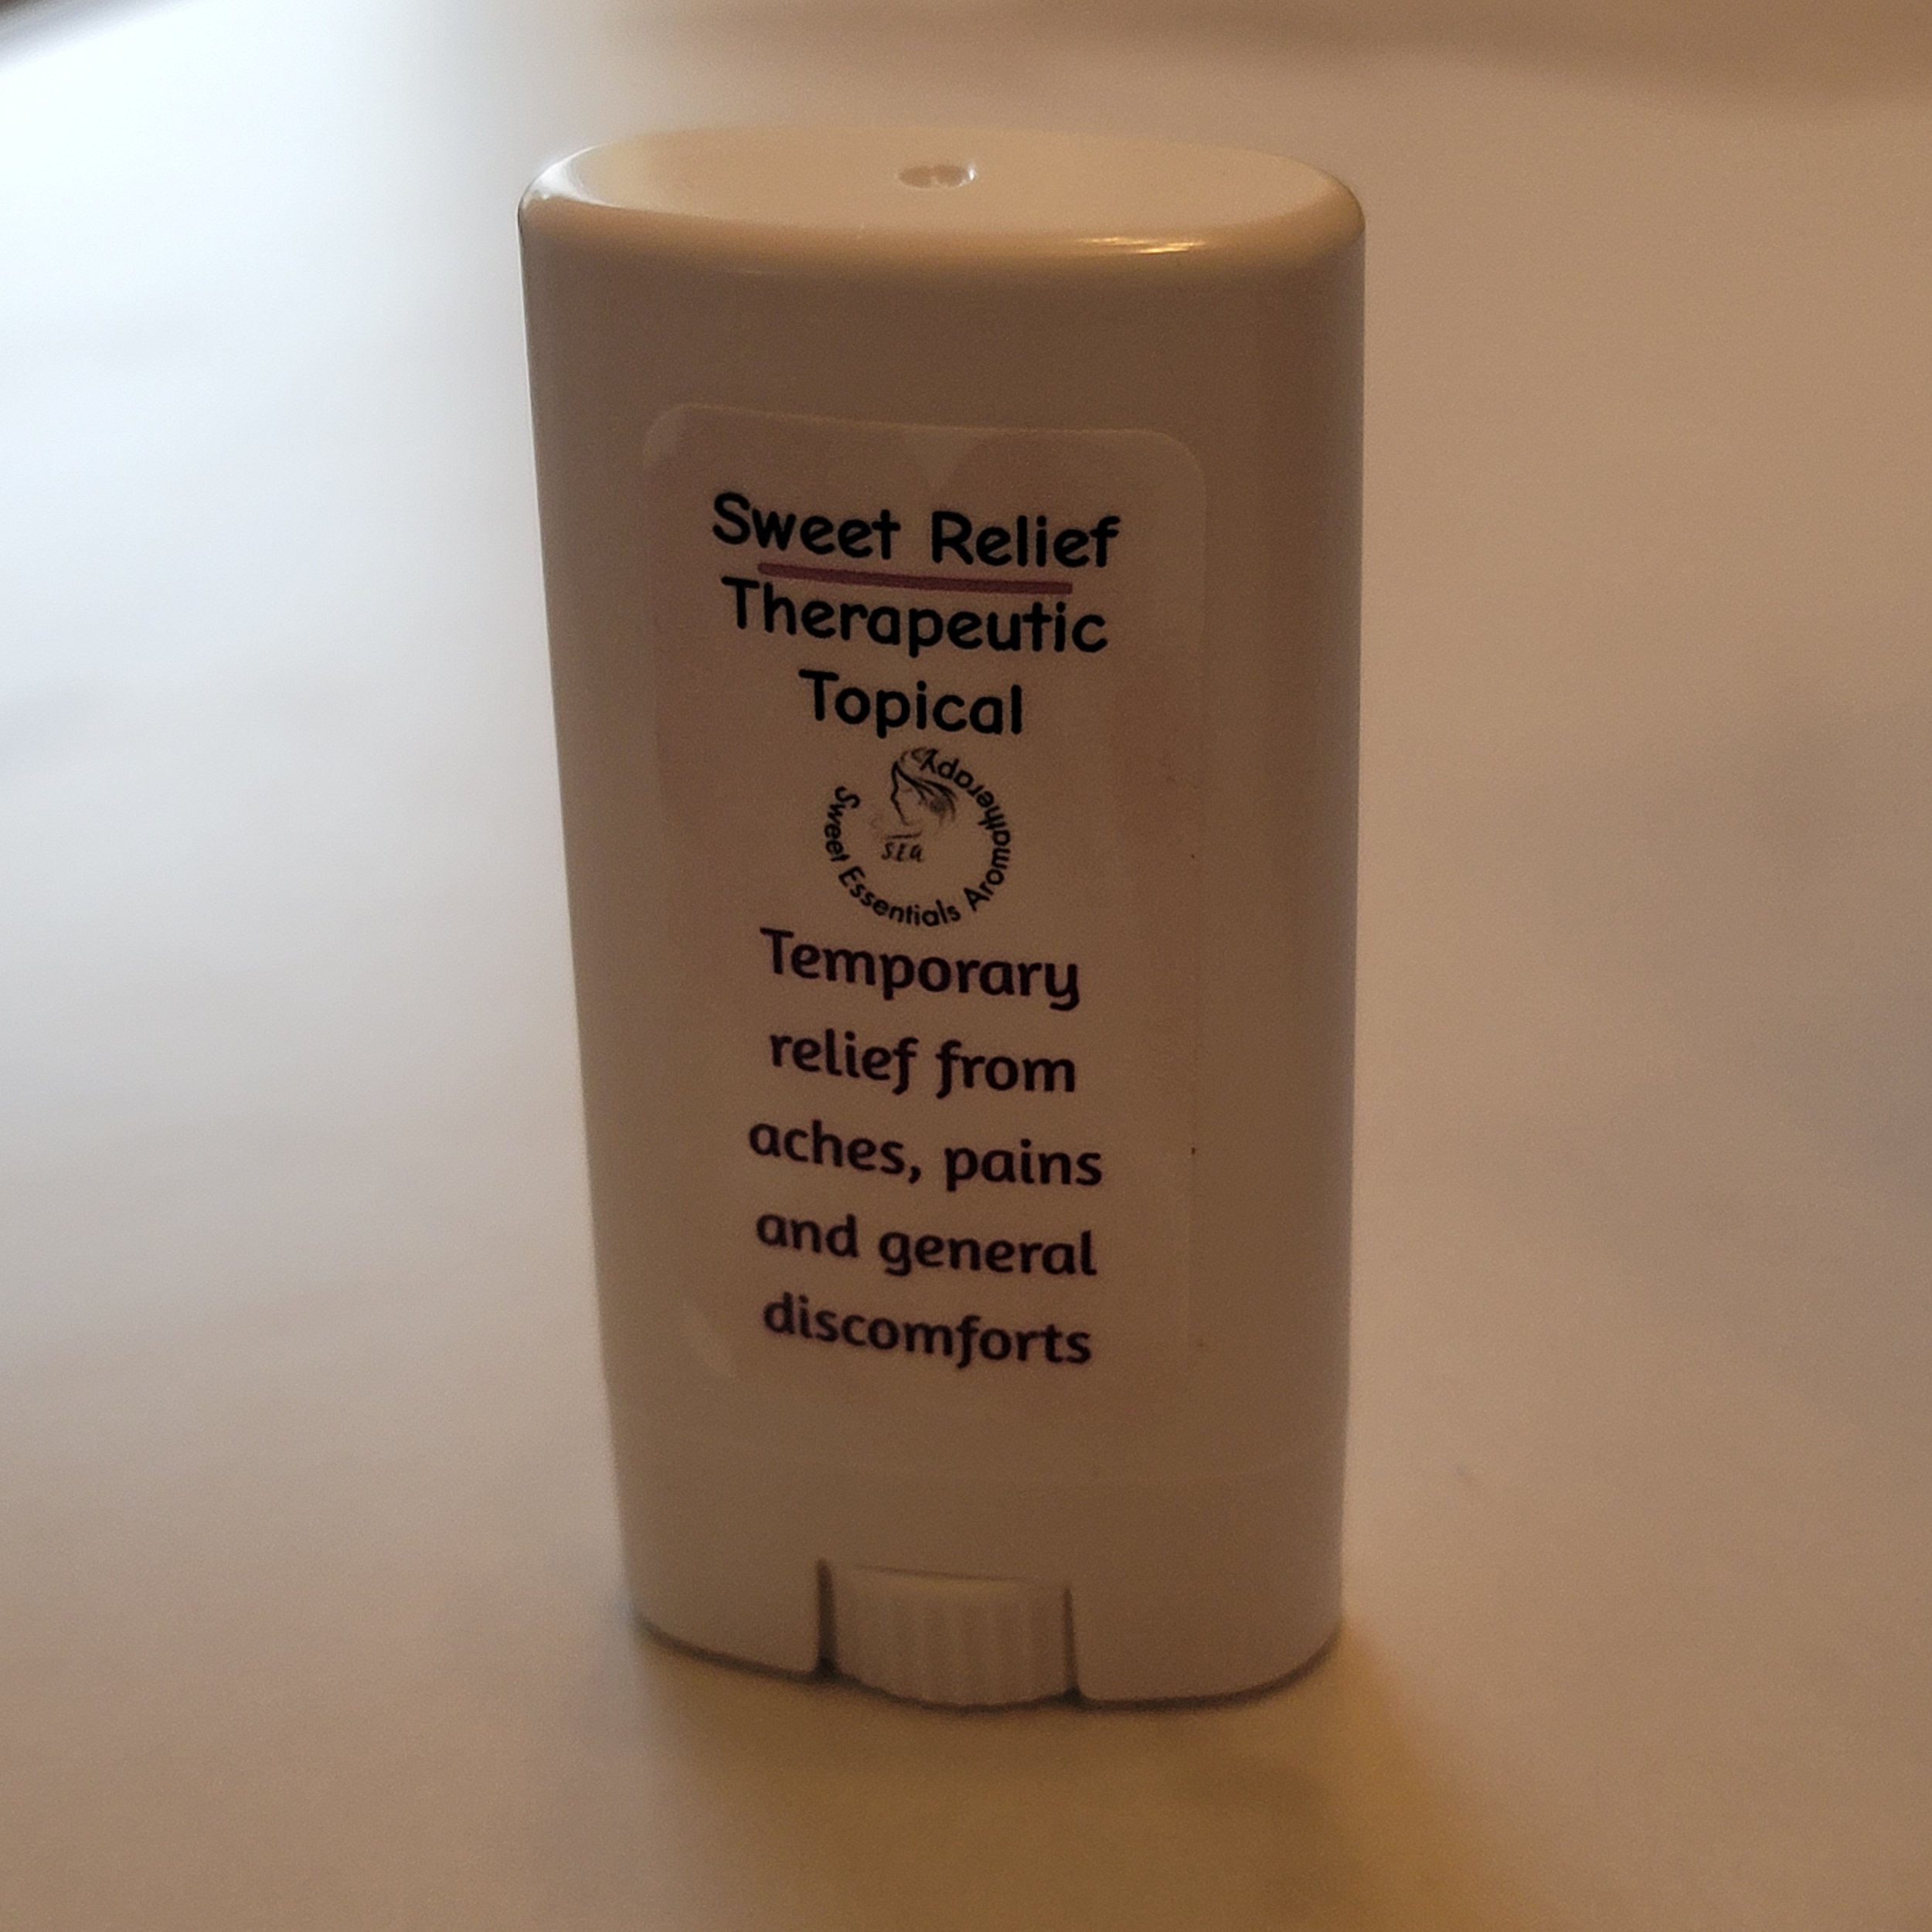 Sweet Relief
Therapeutic
Topical
Sweet Essentials Aromatherapy
SEa
Temporary
relief from
aches, pains
and general
discomforts